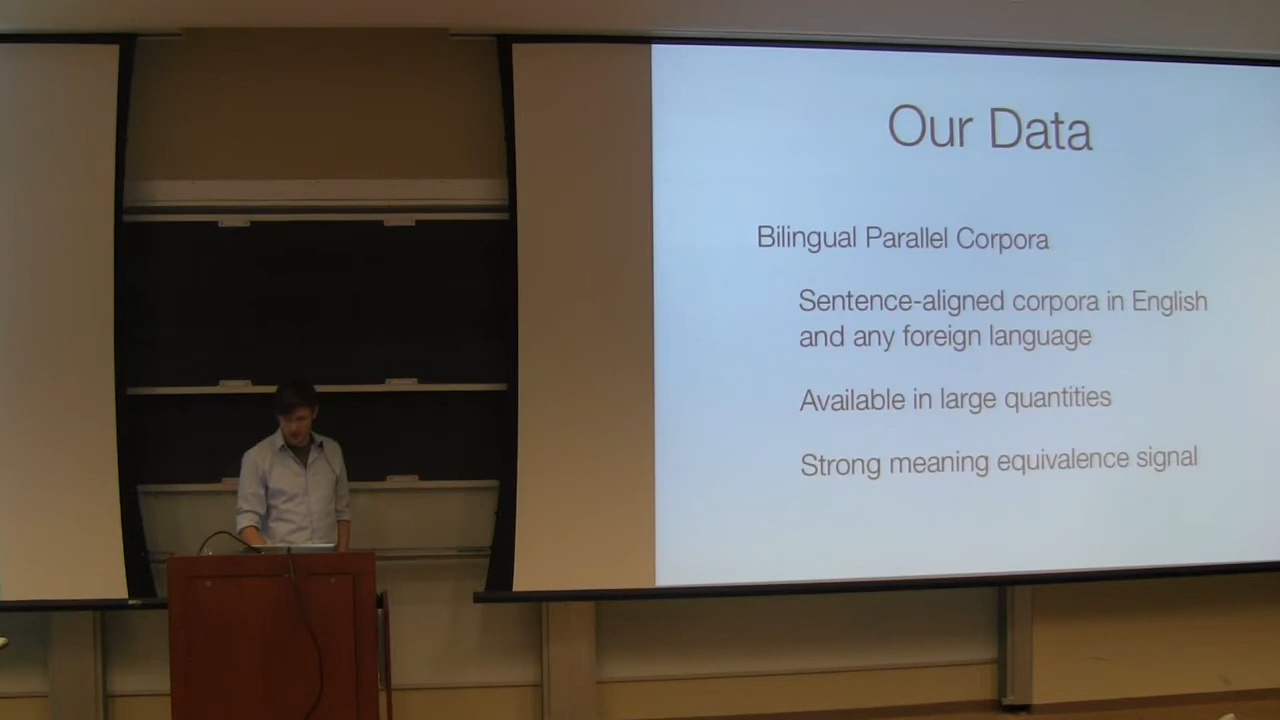 Our Data
Bilingual Parallel Corpora
Sentence-aligned corpora in English
and any foreign language
Available in large quantities
Strong meaning equivalence signal